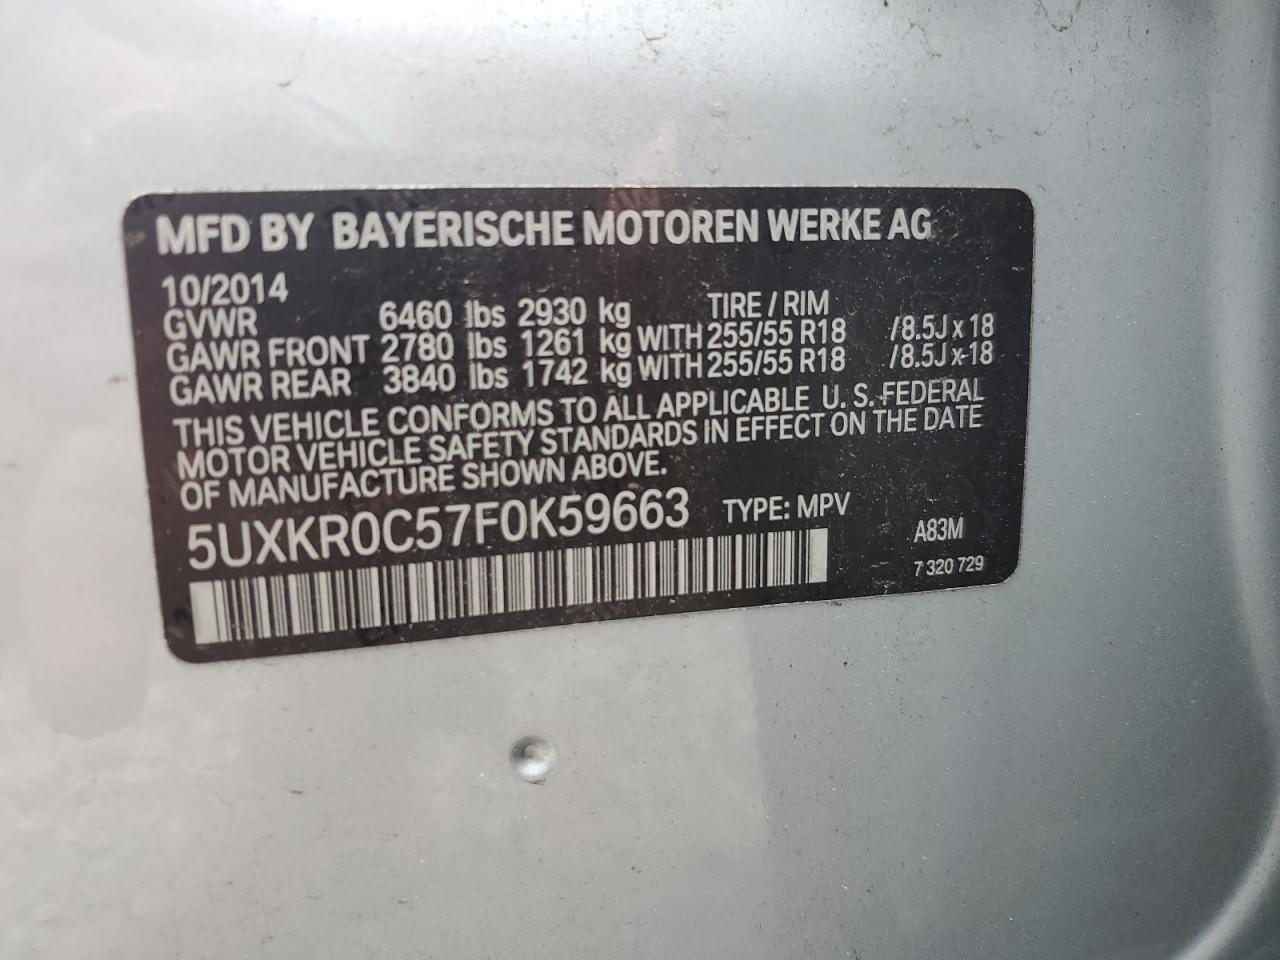 MFD BY BAYERISCHE MOTOREN WERKE AG
10/2014
GVWR 6460 lbs 2930 kg TIRE / RIM
GAWR FRONT 2780 lbs 1261 kg WITH 255/55 R18 /8.5J x 18
GAWR REAR 3840 lbs 1742 kg WITH 255/55 R18 /8.5J x 18
THIS VEHICLE CONFORMS TO ALL APPLICABLE U. S. FEDERAL
MOTOR VEHICLE SAFETY STANDARDS IN EFFECT ON THE DATE
OF MANUFACTURE SHOWN ABOVE.
5UXKR0C57F0K59663 TYPE: MPV
A83M
7 320 729